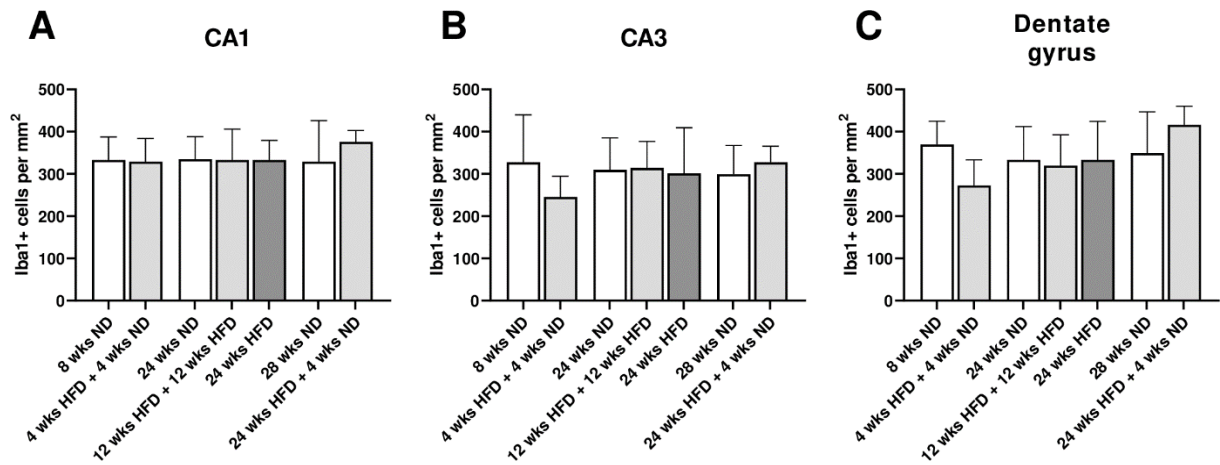 A
CA1
Iba1+ cells per mm²
500
400
300
200
100
0
8 wks ND
4 wks HFD + 4 wks ND
24 wks ND
12 wks HFD + 12 wks HFD
24 wks HFD
28 wks ND
24 wks HFD + 4 wks ND
B
CA3
Iba1+ cells per mm²
500
400
300
200
100
0
8 wks ND
4 wks HFD + 4 wks ND
24 wks ND
12 wks HFD + 12 wks HFD
24 wks HFD
28 wks ND
24 wks HFD + 4 wks ND
C
Dentate
gyrus
Iba1+ cells per mm²
500
400
300
200
100
0
8 wks ND
4 wks HFD + 4 wks ND
24 wks ND
12 wks HFD + 12 wks HFD
24 wks HFD
28 wks ND
24 wks HFD + 4 wks ND